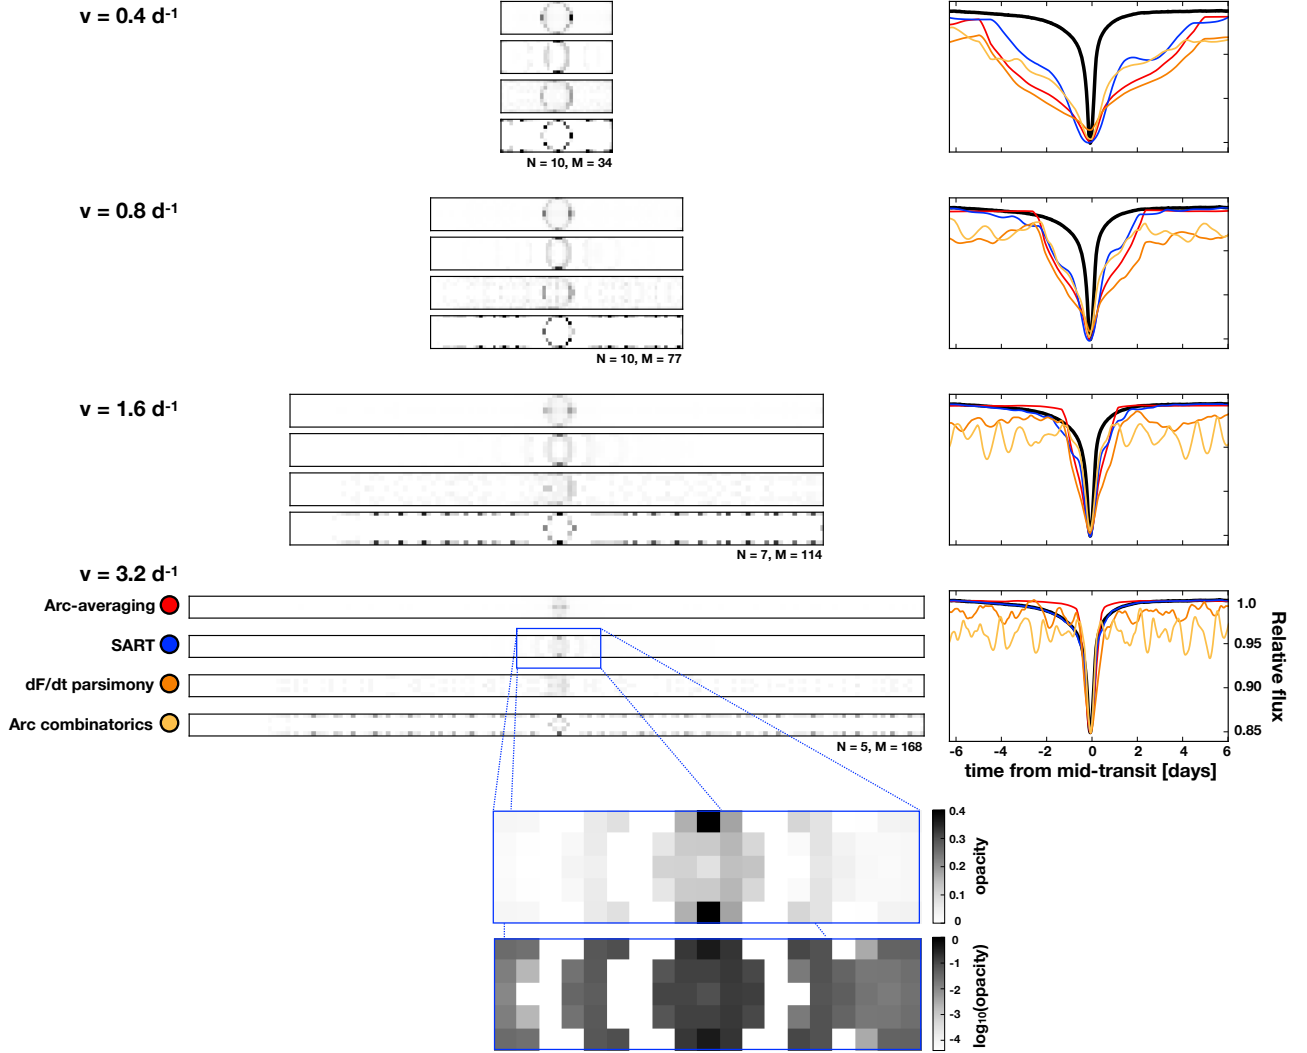 v = 0.4 d-1
N = 10, M = 34
v = 0.8 d-1
N = 10, M = 77
v = 1.6 d-1
N = 7, M = 114
v = 3.2 d-1
Arc-averaging
SART
dF/dt parsimony
Arc combinatorics
N = 5, M = 168
1.0
0.95
0.90
0.85
Relative flux
-6 -4 -2 0 2 4 6
time from mid-transit [days]
0.4
0.3
0.2
0.1
0
opacity
0
-1
-2
-3
-4
log10(opacity)